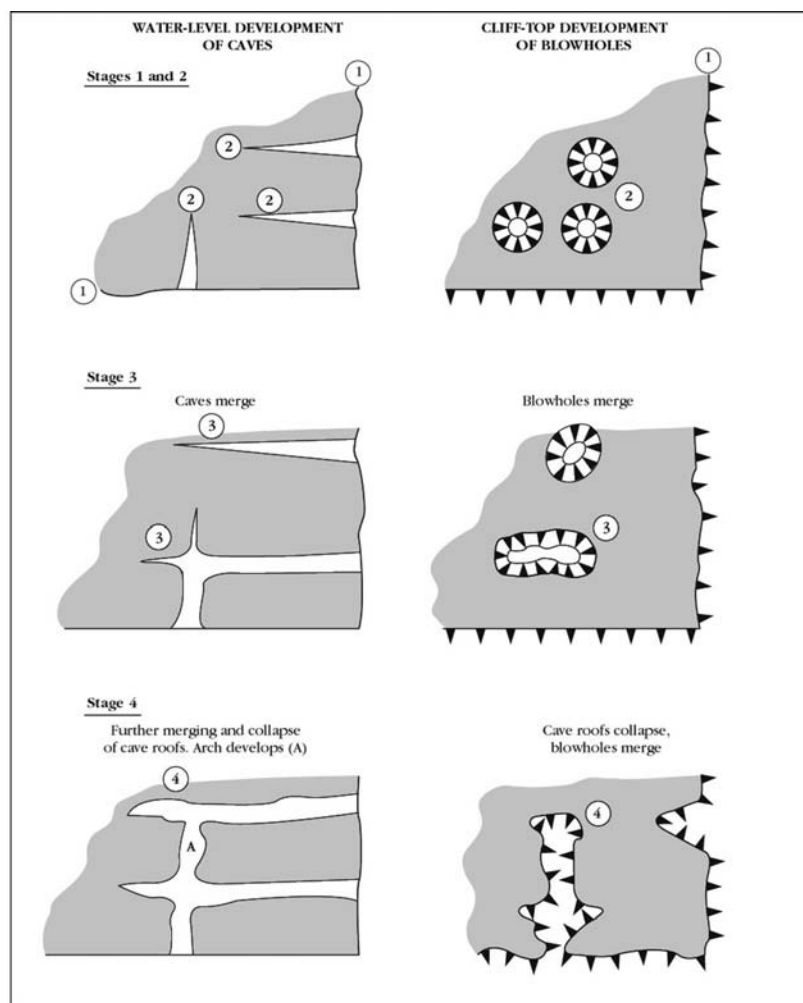 WATER-LEVEL DEVELOPMENT
OF CAVES
CLIFF-TOP DEVELOPMENT
OF BLOWHOLES
Stages 1 and 2
1
1
2
2
2
2
1
Stage 3
Caves merge
Blowholes merge
3
3
3
Stage 4
Further merging and collapse
of cave roofs. Arch develops (A)
Cave roofs collapse,
blowholes merge
4
4
A